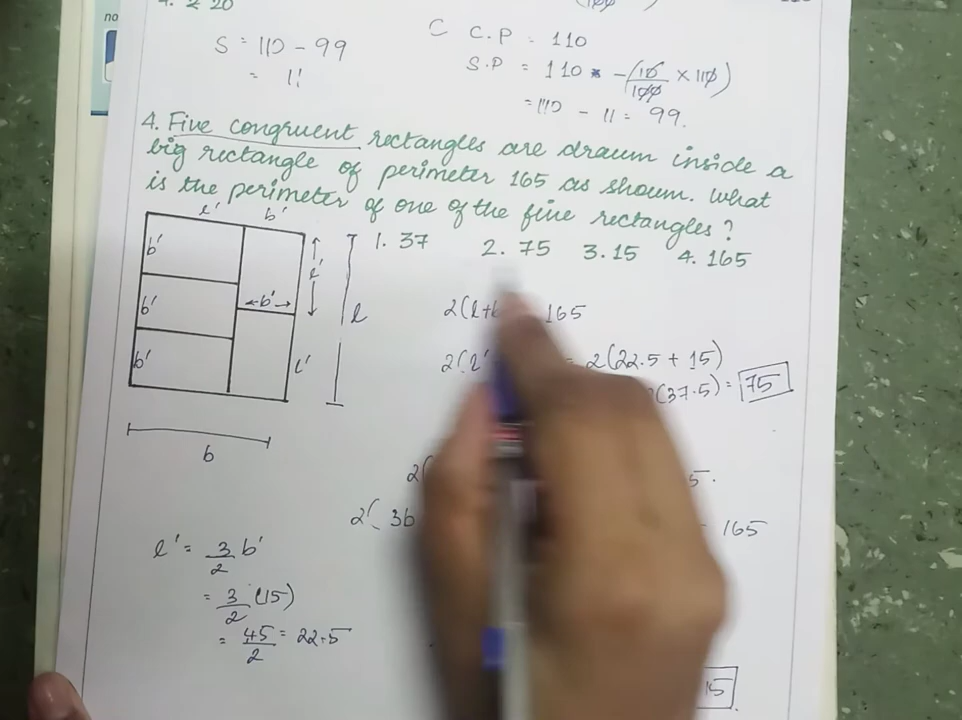 no
4. 2 20
S = 110 - 99
= 11
C C.P = 110
S.P = 110 - (10/100 × 110)
= 110 - 11 = 99.
4. Five congruent rectangles are drawn inside a
big rectangle of perimeter 165 as shown. What
is the perimeter of one of the five rectangles?
1. 37 2. 75 3. 15 4. 165
l' b'
b' l'
b' b' l
b' l'
b
2(l+b 165
2(l' = 2(22.5 + 15)
(37.5) = 75
2( 5.
2( 3b 165
l' = 3/2 b'
= 3/2 (15)
= 45/2 = 22.5
15